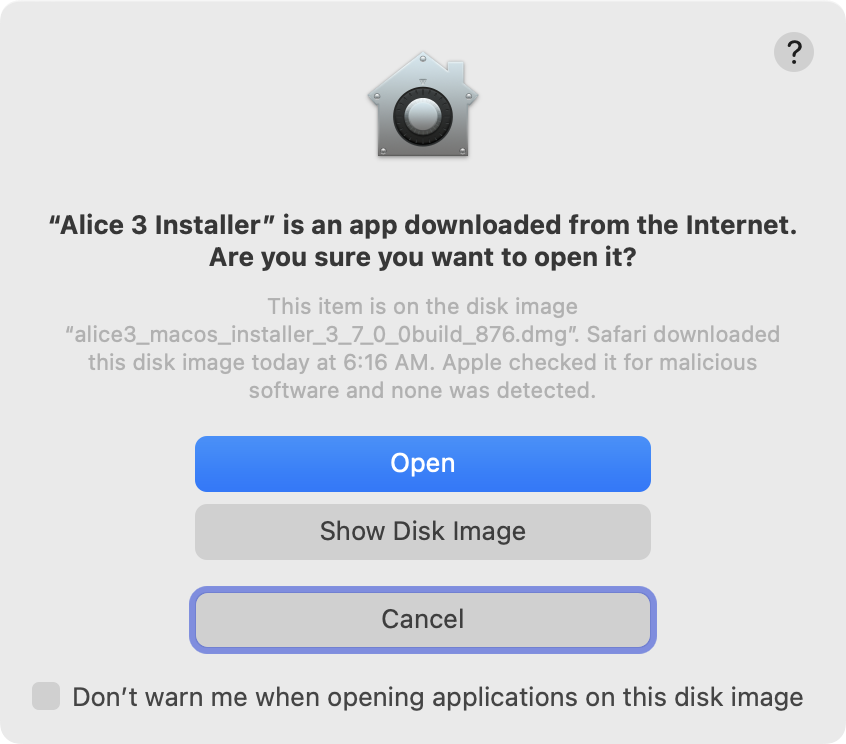 ?
“Alice 3 Installer” is an app downloaded from the Internet.
Are you sure you want to open it?
This item is on the disk image
“alice3_macos_installer_3_7_0_0build_876.dmg”. Safari downloaded
this disk image today at 6:16 AM. Apple checked it for malicious
software and none was detected.
Open
Show Disk Image
Cancel
Don’t warn me when opening applications on this disk image